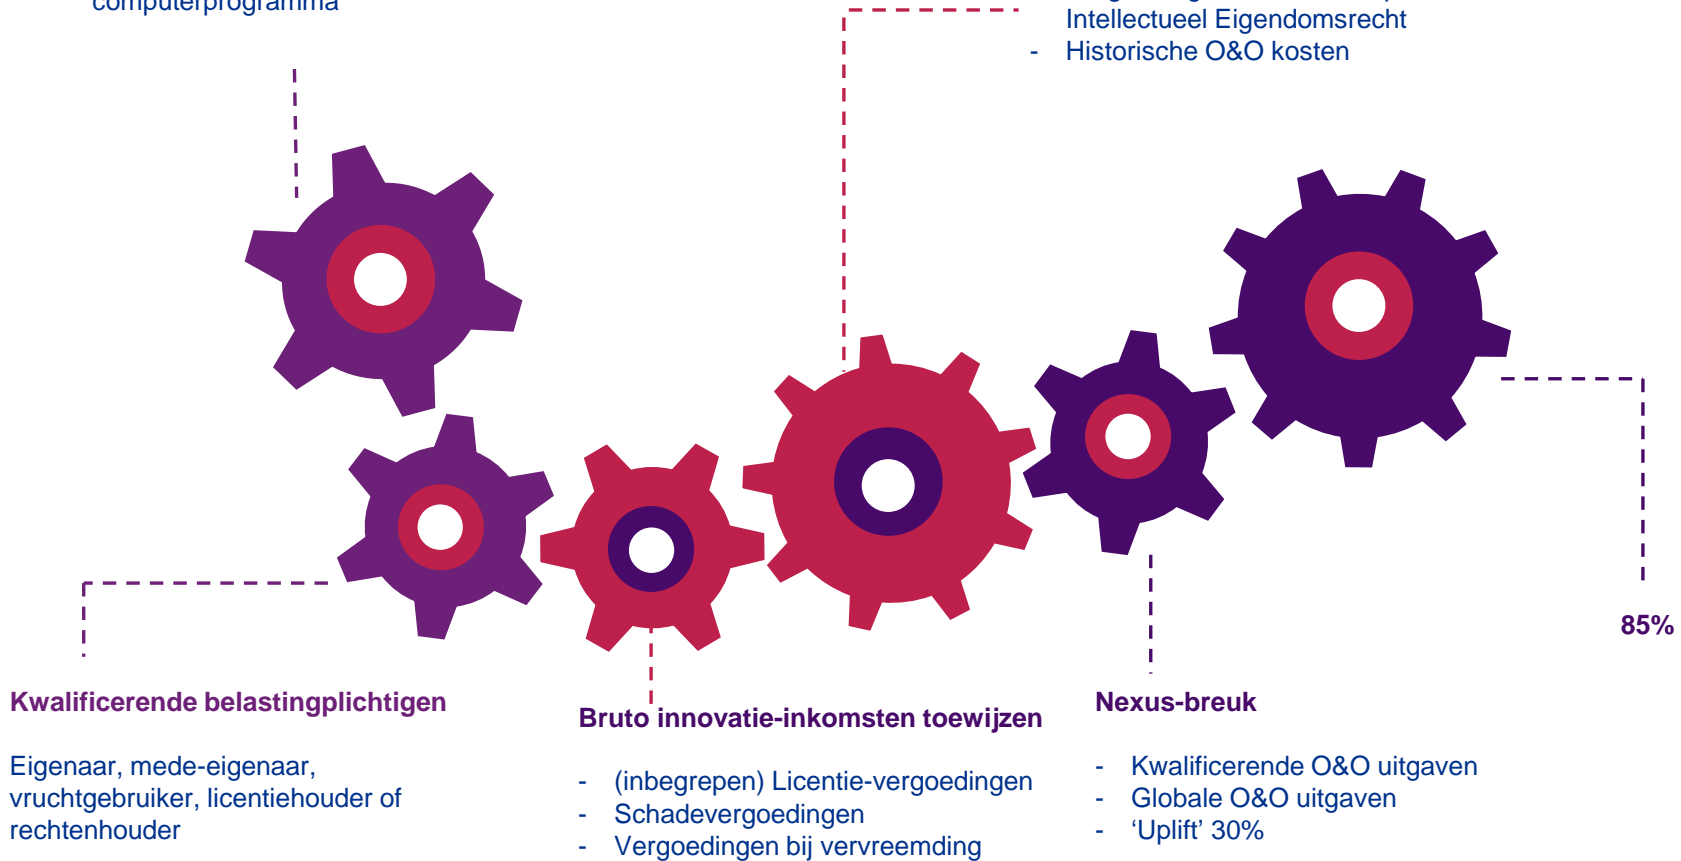 computerprogramma
Intellectueel Eigendomsrecht
- Historische O&O kosten
85%
Kwalificerende belastingplichtigen
Eigenaar, mede-eigenaar,
vruchtgebruiker, licentiehouder of
rechtenhouder
Bruto innovatie-inkomsten toewijzen
- (inbegrepen) Licentie-vergoedingen
- Schadevergoedingen
- Vergoedingen bij vervreemding
Nexus-breuk
- Kwalificerende O&O uitgaven
- Globale O&O uitgaven
- ‘Uplift’ 30%